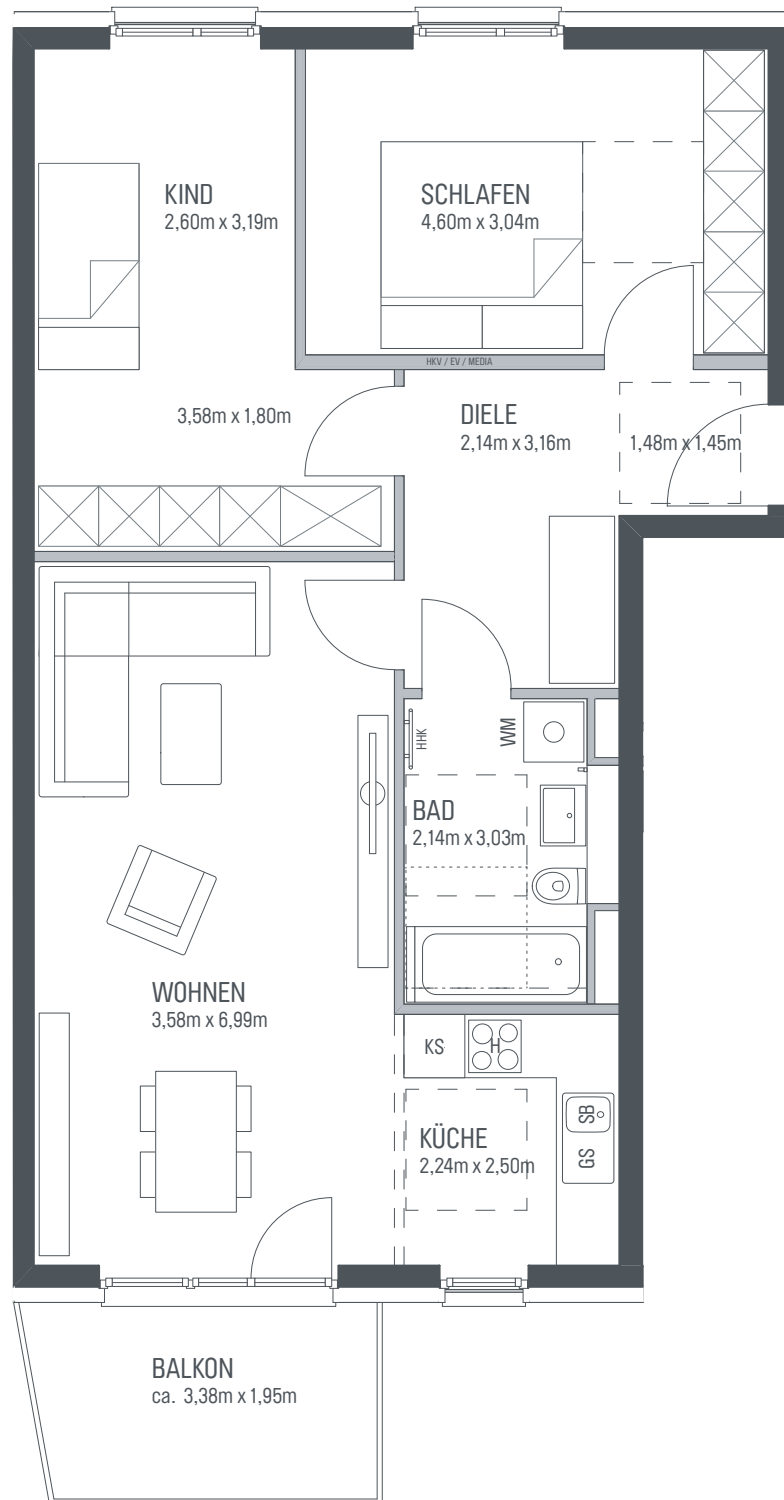 KIND
2,60m x 3,19m
SCHLAFEN
4,60m x 3,04m
HKV / EV / MEDIA
3,58m x 1,80m
DIELE
2,14m x 3,16m
1,48m x 1,45m
HHK
WM
BAD
2,14m x 3,03m
WOHNEN
3,58m x 6,99m
KS
H
KÜCHE
2,24m x 2,50m
SB
GS
BALKON
ca. 3,38m x 1,95m